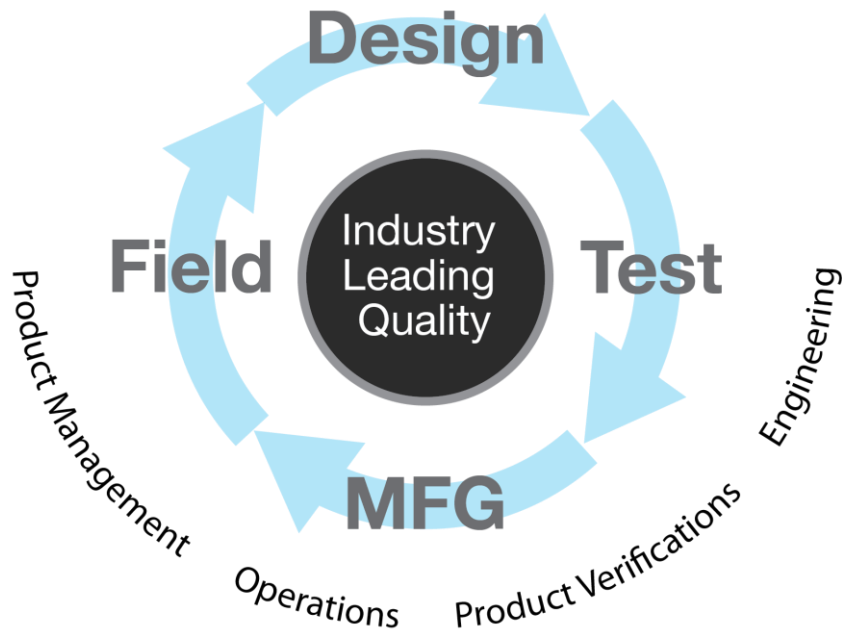 Design
Field
Industry
Leading
Quality
Test
MFG
Product Management
Operations
Product Verifications
Engineering